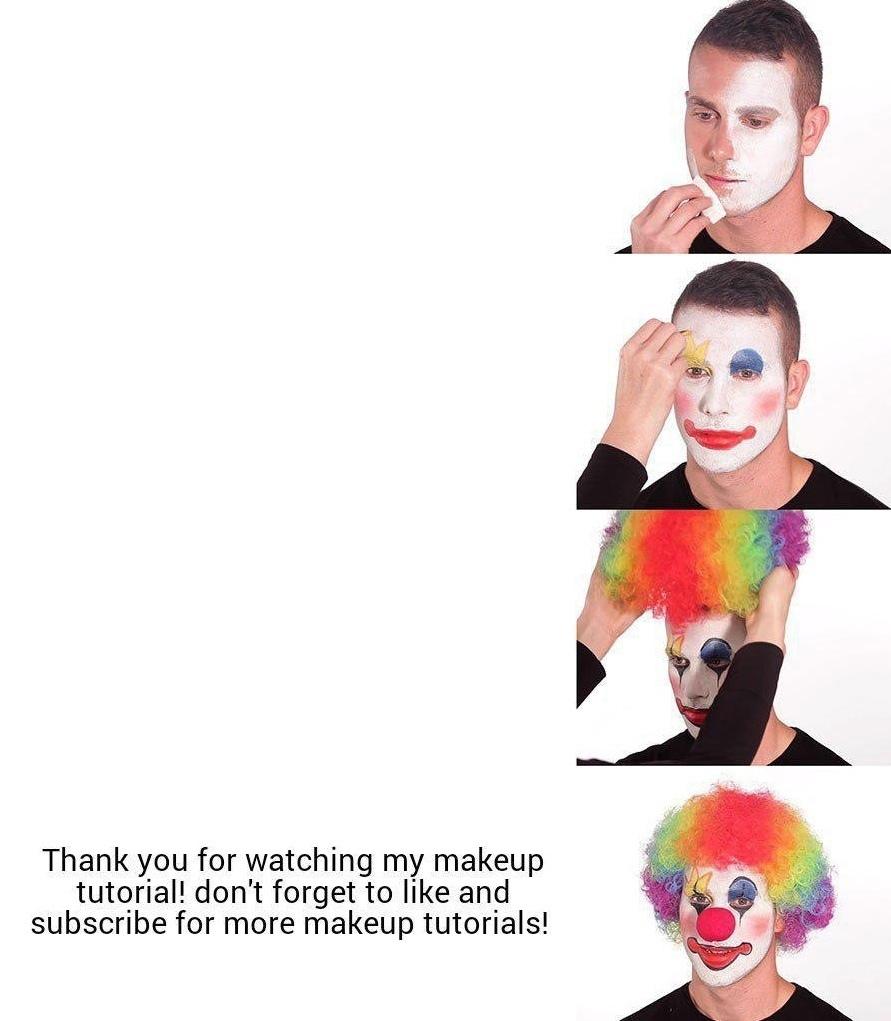 Thank you for watching my makeup
tutorial! don't forget to like and
subscribe for more makeup tutorials!